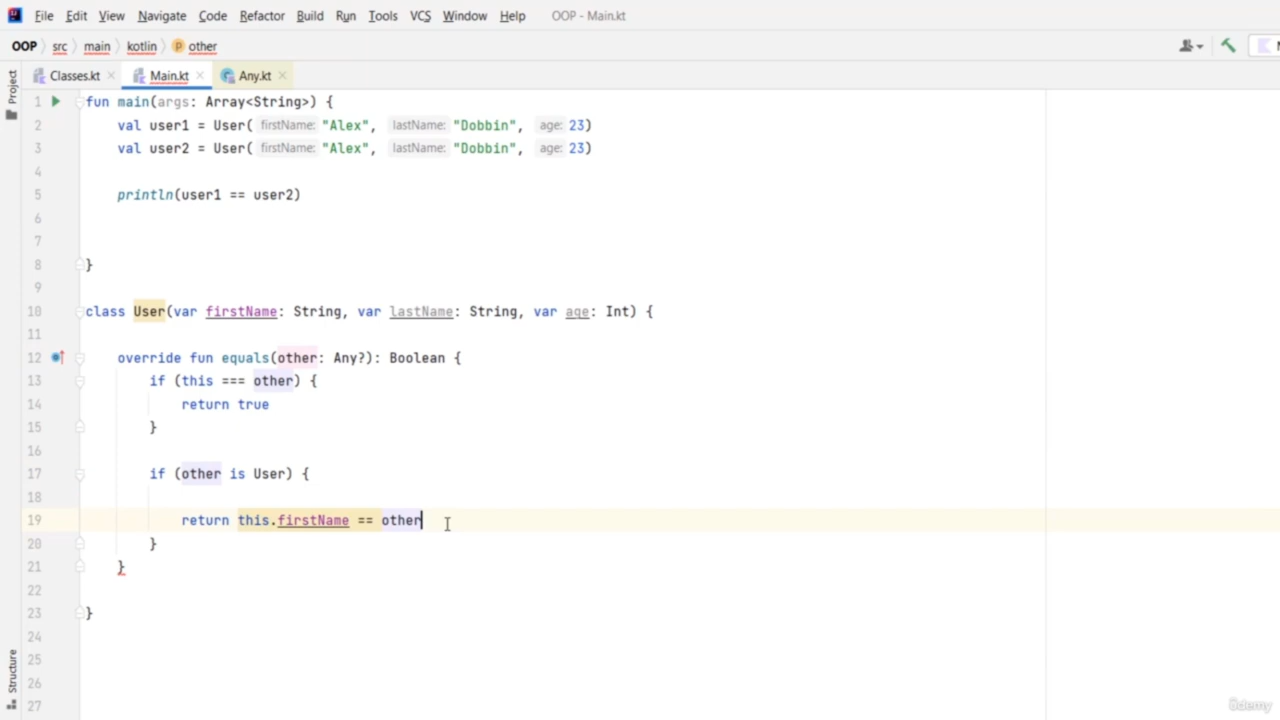 File Edit View Navigate Code Refactor Build Run Tools VCS Window Help OOP - Main.kt
OOP src main kotlin other
Project
Classes.kt Main.kt Any.kt
1 fun main(args: Array<String>) {
2 val user1 = User( firstName: "Alex", lastName: "Dobbin", age: 23)
3 val user2 = User( firstName: "Alex", lastName: "Dobbin", age: 23)
4
5 println(user1 == user2)
6
7
8 }
9
10 class User(var firstName: String, var lastName: String, var age: Int) {
11
12 override fun equals(other: Any?): Boolean {
13 if (this === other) {
14 return true
15 }
16
17 if (other is User) {
18
19 return this.firstName == other
20 }
21 }
22
23 }
24
25
26
27
Structure
ûdemy